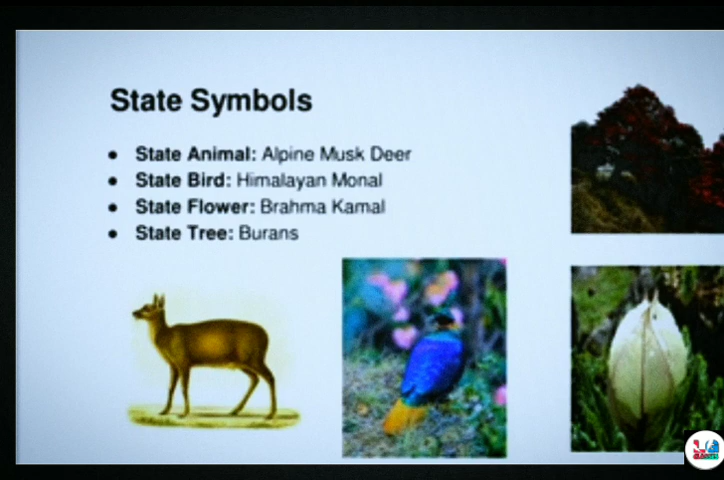 State Symbols
● State Animal: Alpine Musk Deer
● State Bird: Himalayan Monal
● State Flower: Brahma Kamal
● State Tree: Burans